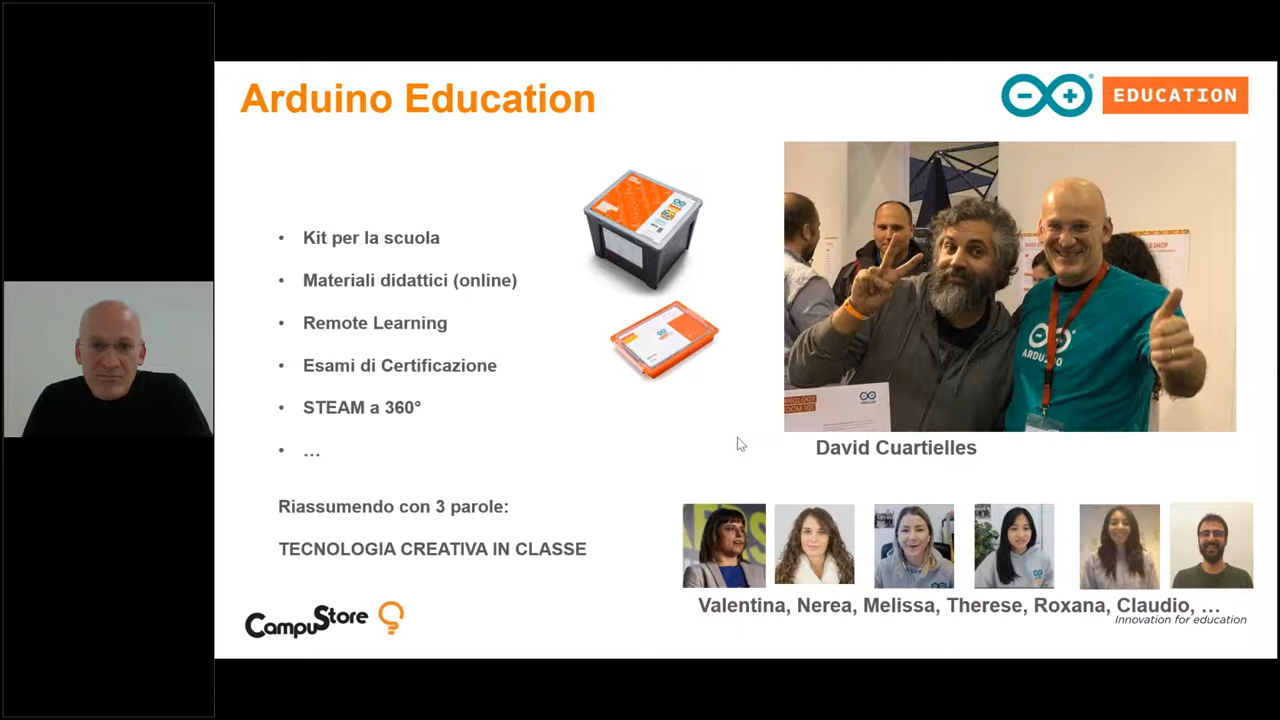 Arduino Education
EDUCATION
• Kit per la scuola
• Materiali didattici (online)
• Remote Learning
• Esami di Certificazione
• STEAM a 360°
• ...
ARDUINO
David Cuartielles
Riassumendo con 3 parole:
TECNOLOGIA CREATIVA IN CLASSE
Valentina, Nerea, Melissa, Therese, Roxana, Claudio, ...
CampuStore
Innovation for education